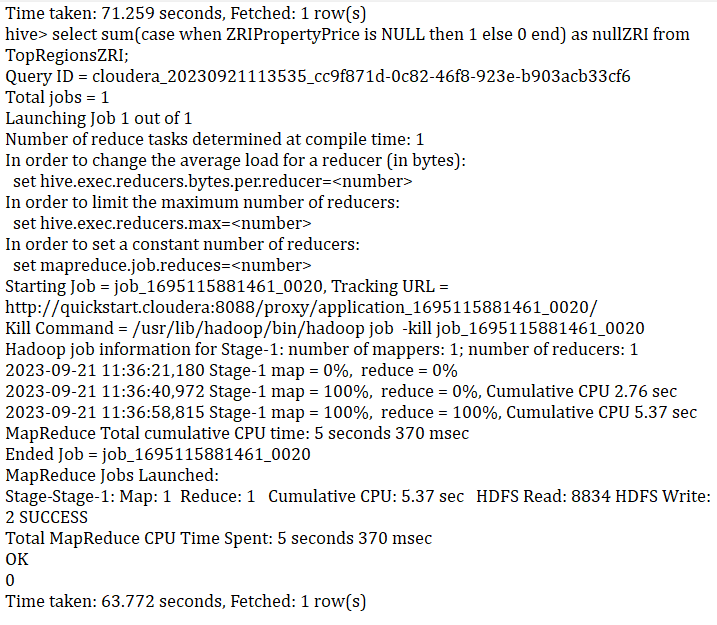 Time taken: 71.259 seconds, Fetched: 1 row(s)
hive> select sum(case when ZRIPropertyPrice is NULL then 1 else 0 end) as nullZRI from
TopRegionsZRI;
Query ID = cloudera_20230921113535_cc9f871d-0c82-46f8-923e-b903acb33cf6
Total jobs = 1
Launching Job 1 out of 1
Number of reduce tasks determined at compile time: 1
In order to change the average load for a reducer (in bytes):
  set hive.exec.reducers.bytes.per.reducer=<number>
In order to limit the maximum number of reducers:
  set hive.exec.reducers.max=<number>
In order to set a constant number of reducers:
  set mapreduce.job.reduces=<number>
Starting Job = job_1695115881461_0020, Tracking URL =
http://quickstart.cloudera:8088/proxy/application_1695115881461_0020/
Kill Command = /usr/lib/hadoop/bin/hadoop job  -kill job_1695115881461_0020
Hadoop job information for Stage-1: number of mappers: 1; number of reducers: 1
2023-09-21 11:36:21,180 Stage-1 map = 0%,  reduce = 0%
2023-09-21 11:36:40,972 Stage-1 map = 100%,  reduce = 0%, Cumulative CPU 2.76 sec
2023-09-21 11:36:58,815 Stage-1 map = 100%,  reduce = 100%, Cumulative CPU 5.37 sec
MapReduce Total cumulative CPU time: 5 seconds 370 msec
Ended Job = job_1695115881461_0020
MapReduce Jobs Launched:
Stage-Stage-1: Map: 1  Reduce: 1   Cumulative CPU: 5.37 sec   HDFS Read: 8834 HDFS Write:
2 SUCCESS
Total MapReduce CPU Time Spent: 5 seconds 370 msec
OK
0
Time taken: 63.772 seconds, Fetched: 1 row(s)